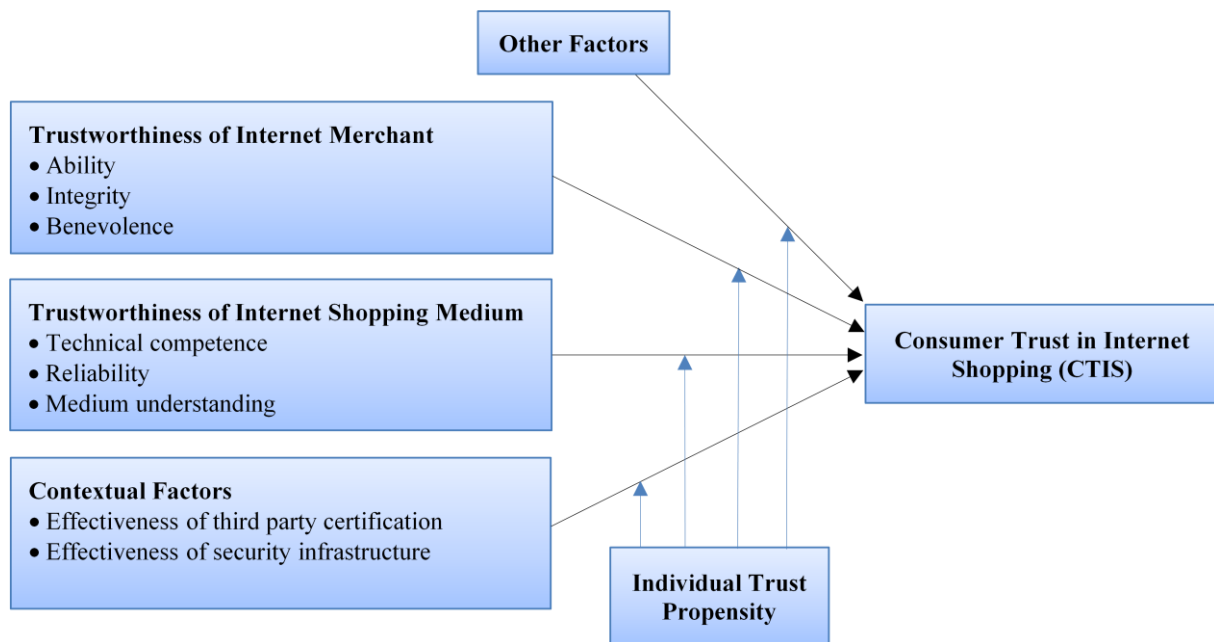 Other Factors
Trustworthiness of Internet Merchant
• Ability
• Integrity
• Benevolence
Trustworthiness of Internet Shopping Medium
• Technical competence
• Reliability
• Medium understanding
Consumer Trust in Internet
Shopping (CTIS)
Contextual Factors
• Effectiveness of third party certification
• Effectiveness of security infrastructure
Individual Trust
Propensity